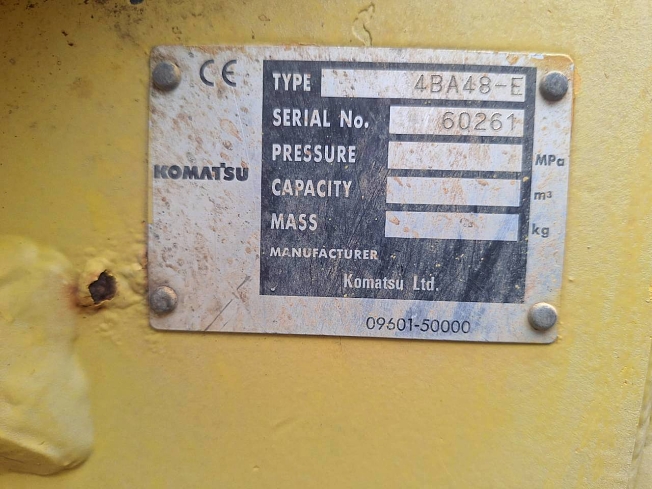 CE
TYPE 4BA48-E
SERIAL No. 60261
PRESSURE MPa
KOMATSU
CAPACITY m³
MASS kg
MANUFACTURER
Komatsu Ltd.
09601-50000